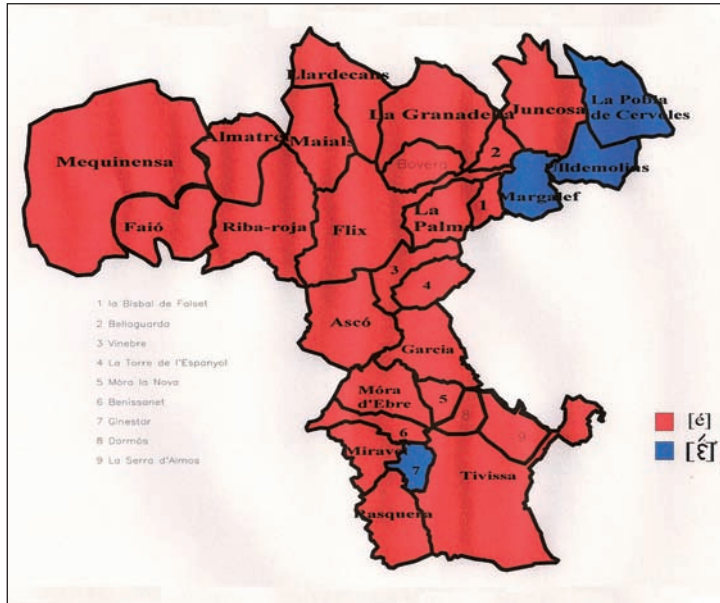 Llardecans
La Granadella
Juncosa
La Pobla
de Cervoles
Almatre
Maials
2
Ulldemolins
Mequinensa
Bovera
Margalef
1
La
Palma
Faió
Riba-roja
Flix
3
4
1 la Bisbal de Falset
2 Bellaguarda
3 Vinebre
4 La Torre de l'Espanyol
5 Móra la Nova
6 Benissanet
7 Ginestar
8 Darmós
9 La Serra d'Almos
Ascó
Garcia
Móra
d'Ebre
5
8
9
6
Miravet
7
Tivissa
Rasquera
[é]
[έ]